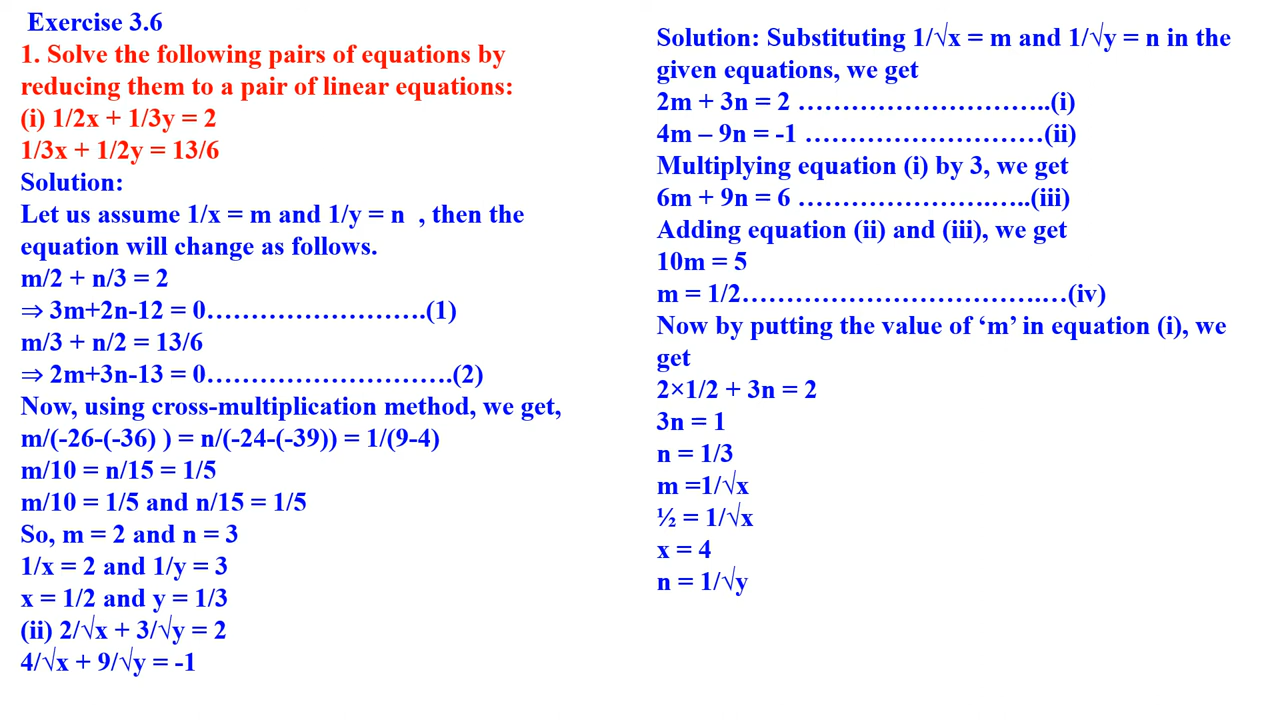 Exercise 3.6
1. Solve the following pairs of equations by
reducing them to a pair of linear equations:
(i) 1/2x + 1/3y = 2
1/3x + 1/2y = 13/6
Solution:
Let us assume 1/x = m and 1/y = n  , then the
equation will change as follows.
m/2 + n/3 = 2
⇒ 3m+2n-12 = 0…………………….(1)
m/3 + n/2 = 13/6
⇒ 2m+3n-13 = 0……………………….(2)
Now, using cross-multiplication method, we get,
m/(-26-(-36) ) = n/(-24-(-39)) = 1/(9-4)
m/10 = n/15 = 1/5
m/10 = 1/5 and n/15 = 1/5
So, m = 2 and n = 3
1/x = 2 and 1/y = 3
x = 1/2 and y = 1/3
(ii) 2/√x + 3/√y = 2
4/√x + 9/√y = -1
Solution: Substituting 1/√x = m and 1/√y = n in the
given equations, we get
2m + 3n = 2 ………………………..(i)
4m – 9n = -1 ………………………(ii)
Multiplying equation (i) by 3, we get
6m + 9n = 6 ………………….…..(iii)
Adding equation (ii) and (iii), we get
10m = 5
m = 1/2…………………………….…(iv)
Now by putting the value of ‘m’ in equation (i), we
get
2×1/2 + 3n = 2
3n = 1
n = 1/3
m =1/√x
½ = 1/√x
x = 4
n = 1/√y